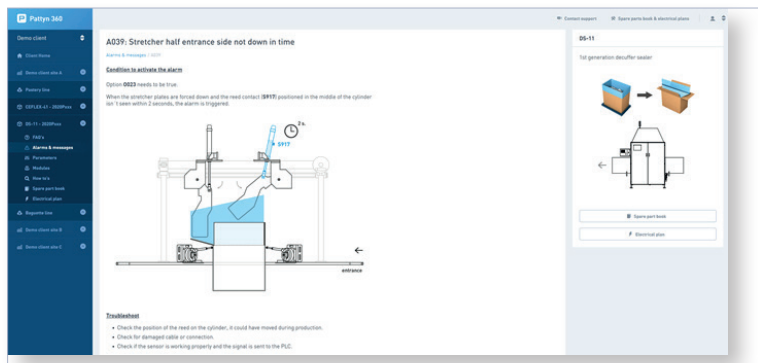 Pattyn 360
Contact support
Spare parts book & electrical plans
Demo client
Client Home
Demo client site A
Pastery line
DS-11 - 2020Pxxx
FAQ's
Alarms & messages
Parameters
Modules
How to's
Spare part book
Electrical plan
Baguette line
Demo client site B
Demo client site C
A039: Stretcher half entrance side not down in time
Alarms & messages / A039
Condition to activate the alarm
Option 0023 needs to be true.
When the stretcher plates are forced down and the reed contact (S917) positioned in the middle of the cylinder
isn't seen within 2 seconds, the alarm is triggered.
2 s.
S917
entrance
Troubleshoot
Check the position of the reed on the cylinder, it could have moved during production.
Check for damaged cable or connection.
Check if the sensor is working properly and the signal is sent to the PLC.
DS-11
1st generation decuffer sealer
Spare part book
Electrical plan